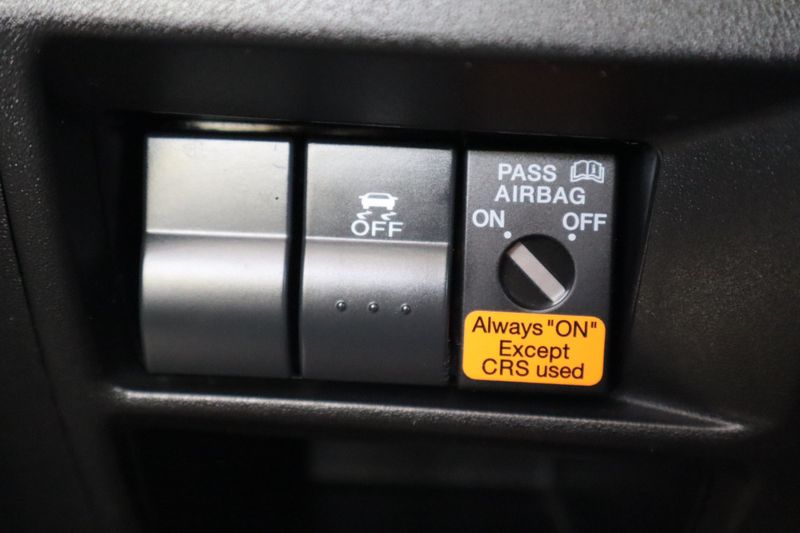 OFF
PASS
AIRBAG
ON OFF
Always "ON"
Except
CRS used